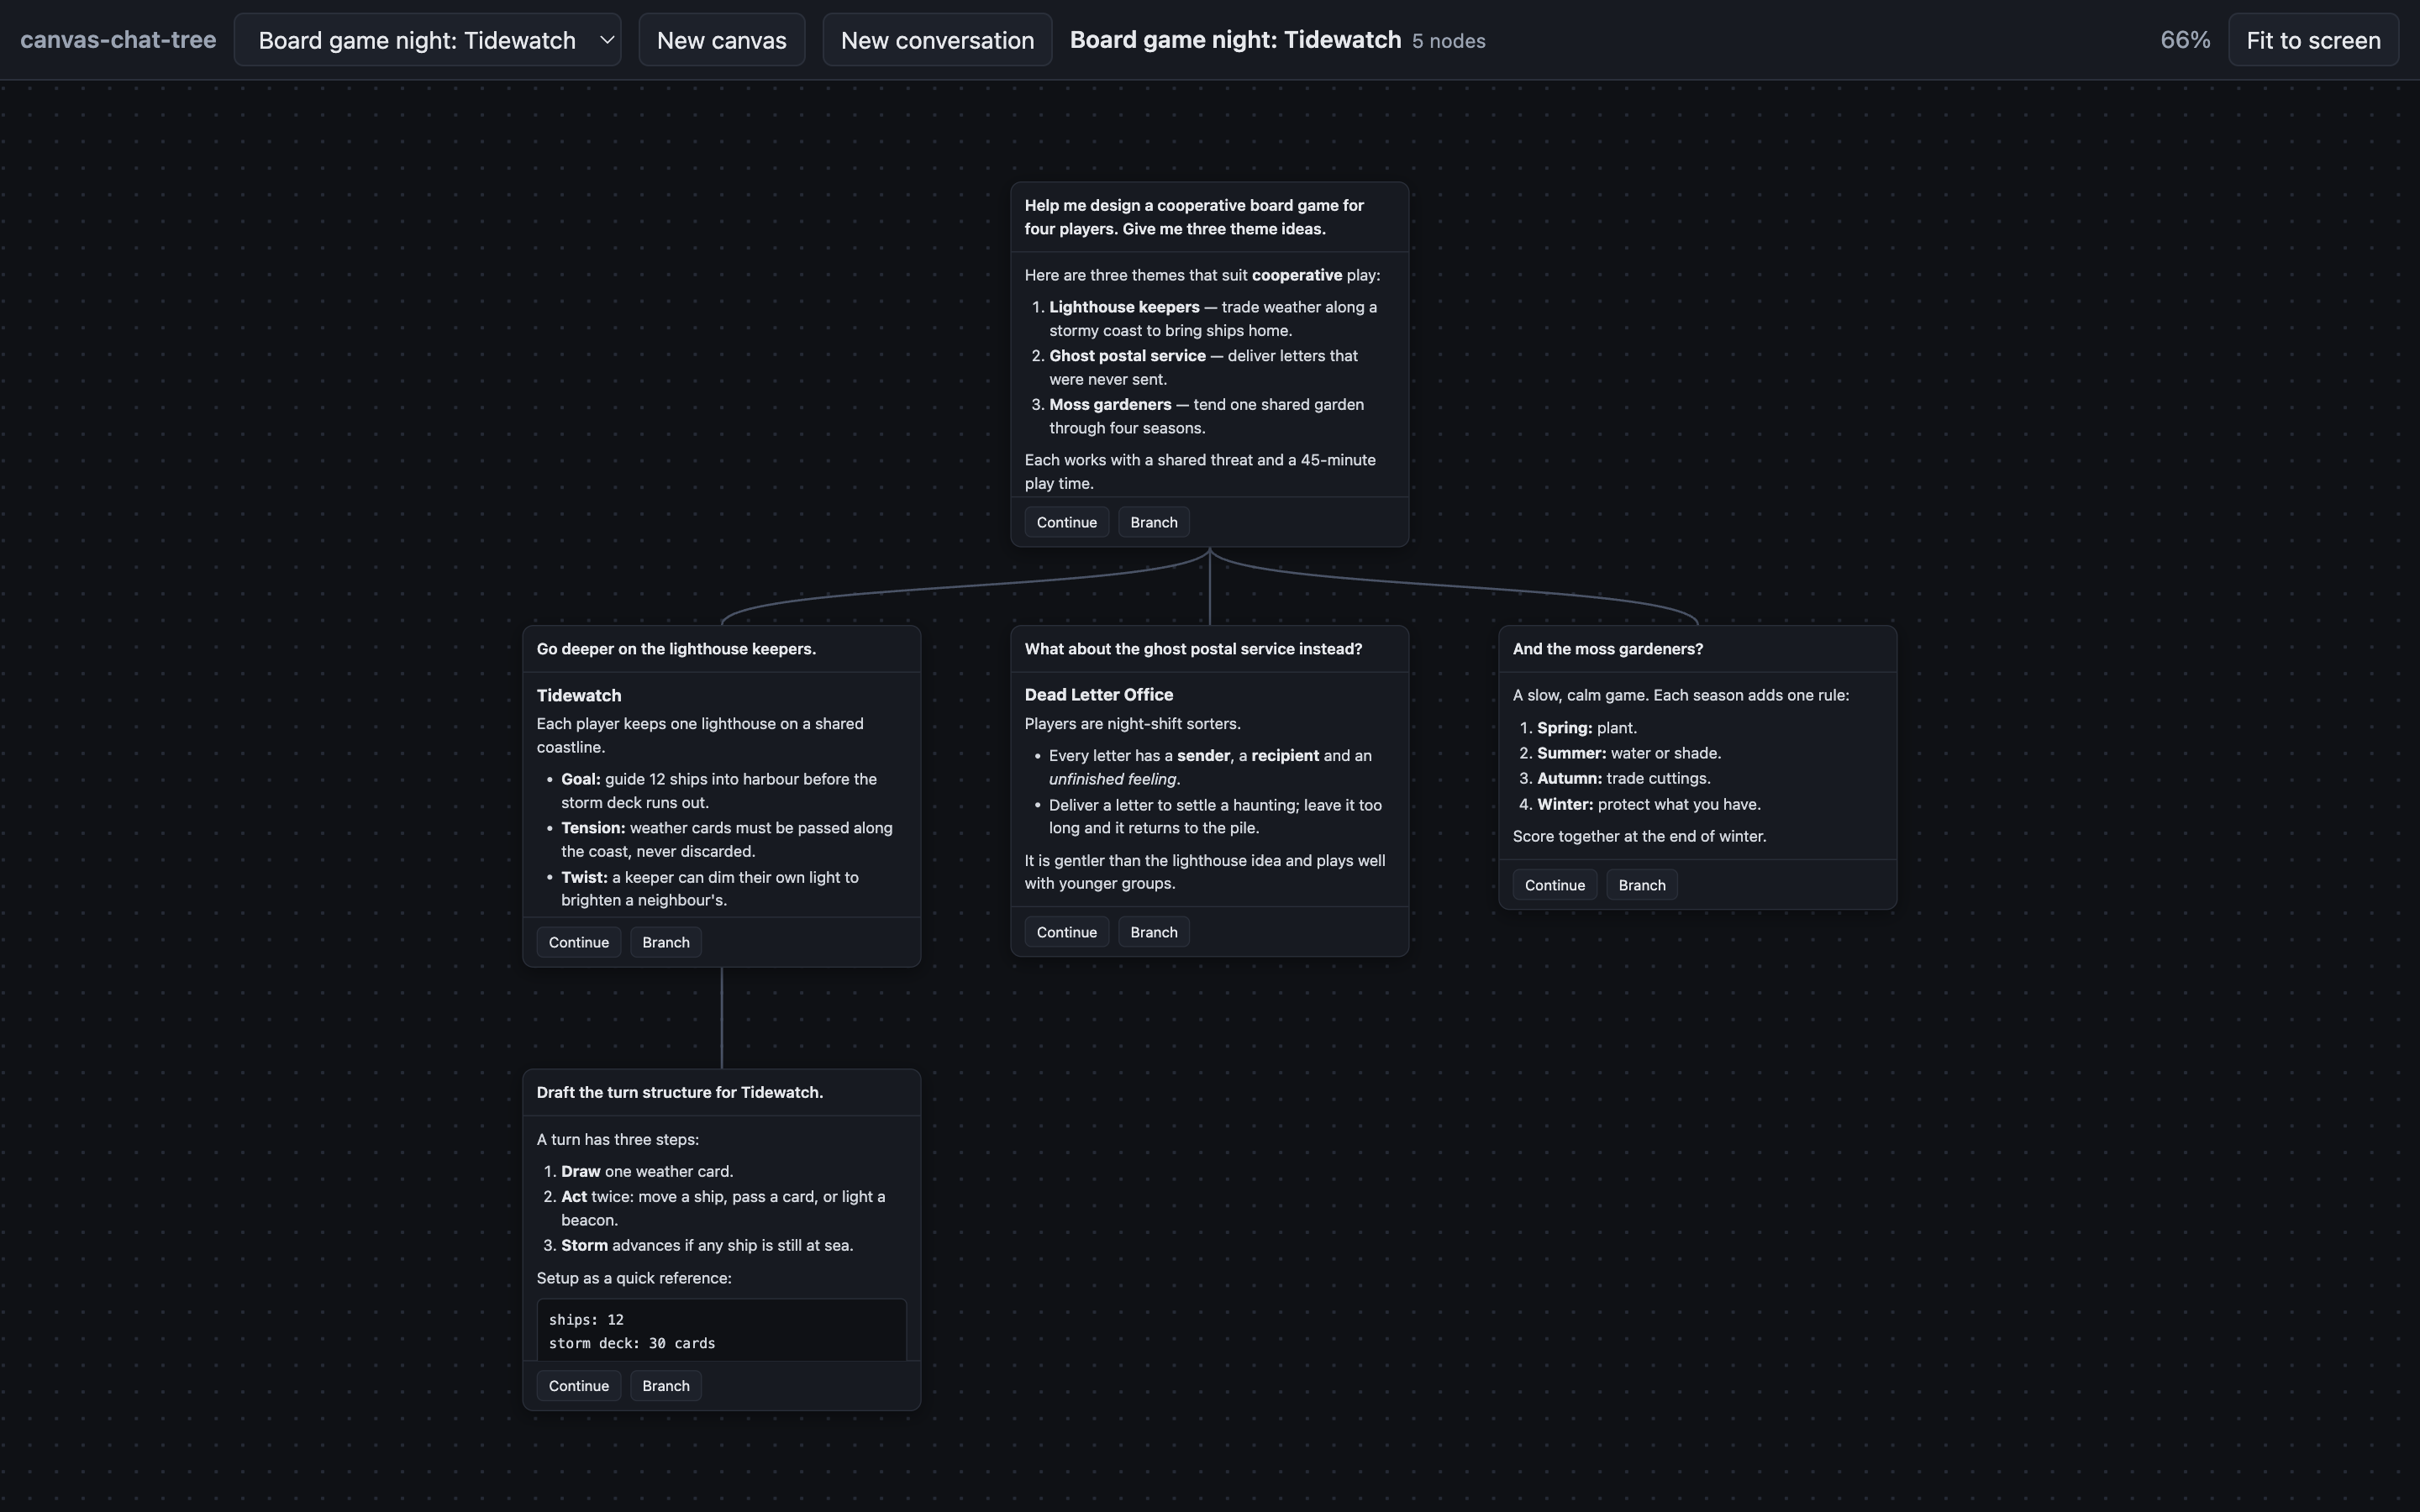 canvas-chat-tree
Board game night: Tidewatch
New canvas
New conversation
Board game night: Tidewatch 5 nodes
66%
Fit to screen
Help me design a cooperative board game for
four players. Give me three theme ideas.
Here are three themes that suit cooperative play:
1. Lighthouse keepers — trade weather along a
stormy coast to bring ships home.
2. Ghost postal service — deliver letters that
were never sent.
3. Moss gardeners — tend one shared garden
through four seasons.
Each works with a shared threat and a 45-minute
play time.
Continue
Branch
Go deeper on the lighthouse keepers.
Tidewatch
Each player keeps one lighthouse on a shared
coastline.
• Goal: guide 12 ships into harbour before the
storm deck runs out.
• Tension: weather cards must be passed along
the coast, never discarded.
• Twist: a keeper can dim their own light to
brighten a neighbour's.
Continue
Branch
What about the ghost postal service instead?
Dead Letter Office
Players are night-shift sorters.
• Every letter has a sender, a recipient and an
unfinished feeling.
• Deliver a letter to settle a haunting; leave it too
long and it returns to the pile.
It is gentler than the lighthouse idea and plays well
with younger groups.
Continue
Branch
And the moss gardeners?
A slow, calm game. Each season adds one rule:
1. Spring: plant.
2. Summer: water or shade.
3. Autumn: trade cuttings.
4. Winter: protect what you have.
Score together at the end of winter.
Continue
Branch
Draft the turn structure for Tidewatch.
A turn has three steps:
1. Draw one weather card.
2. Act twice: move a ship, pass a card, or light a
beacon.
3. Storm advances if any ship is still at sea.
Setup as a quick reference:
ships: 12
storm deck: 30 cards
Continue
Branch